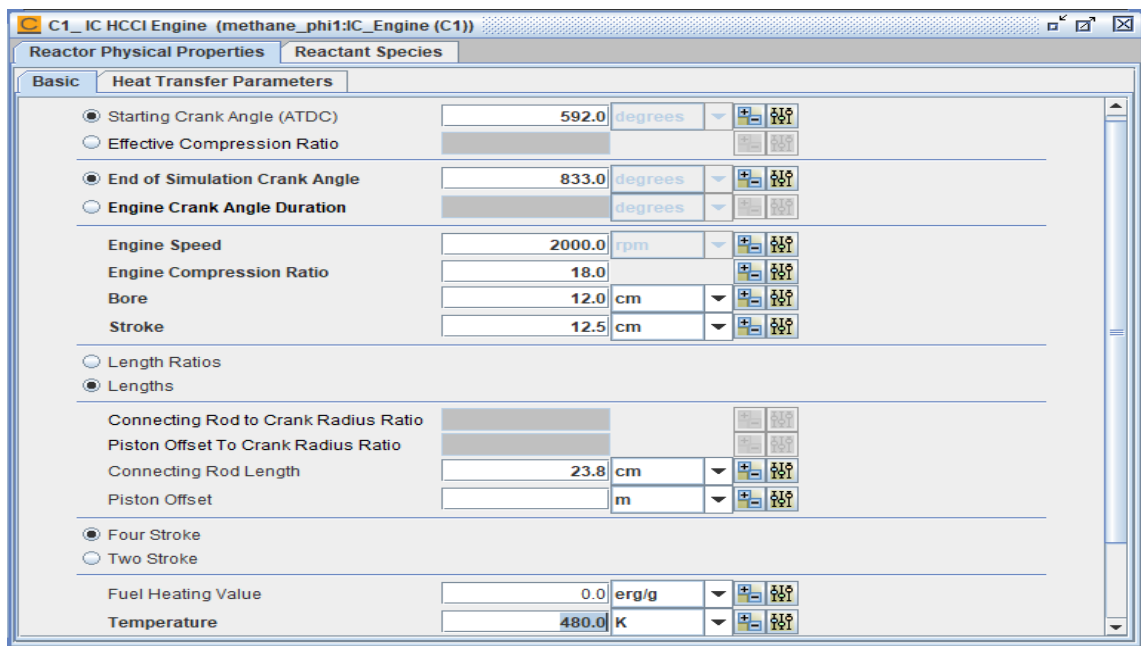 C C1_ IC HCCI Engine (methane_phi1:IC_Engine (C1))
Reactor Physical Properties Reactant Species
Basic Heat Transfer Parameters
Starting Crank Angle (ATDC) 592.0 degrees
Effective Compression Ratio
End of Simulation Crank Angle 833.0 degrees
Engine Crank Angle Duration degrees
Engine Speed 2000.0 rpm
Engine Compression Ratio 18.0
Bore 12.0 cm
Stroke 12.5 cm
Length Ratios
Lengths
Connecting Rod to Crank Radius Ratio
Piston Offset To Crank Radius Ratio
Connecting Rod Length 23.8 cm
Piston Offset m
Four Stroke
Two Stroke
Fuel Heating Value 0.0 erg/g
Temperature 480.0 K